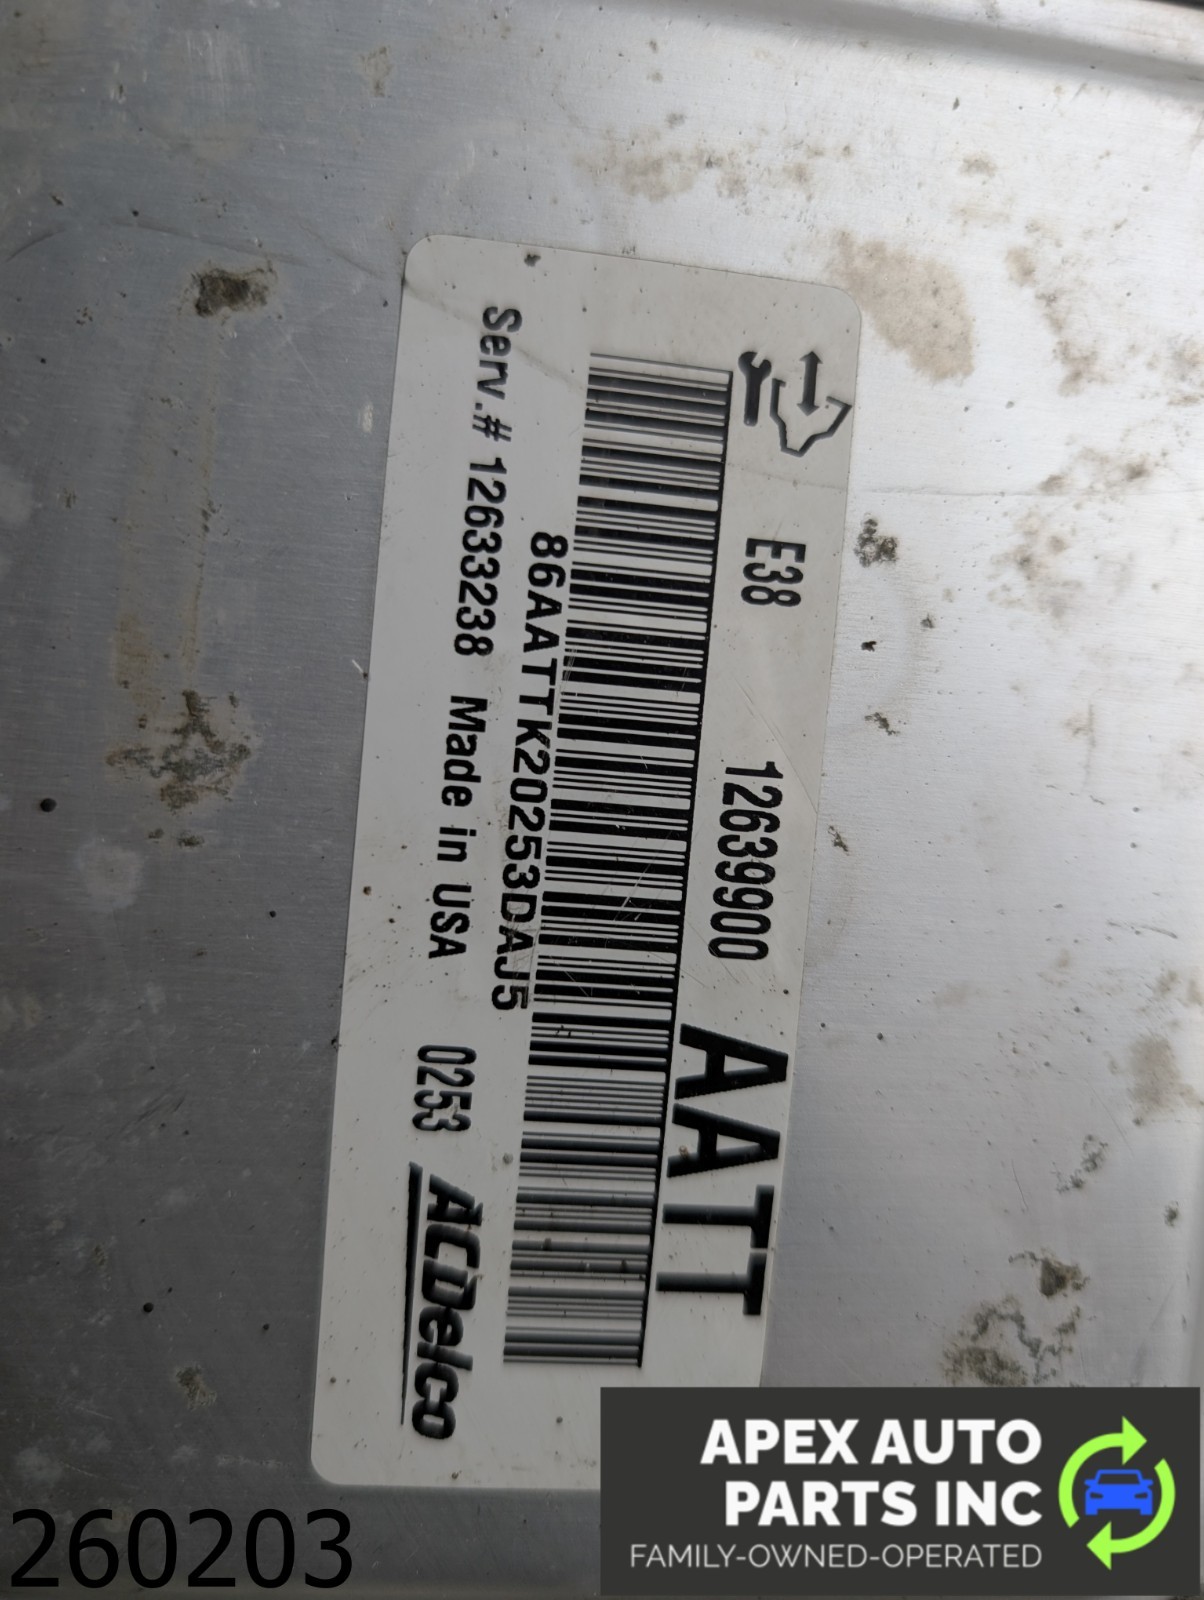 E38 12639900 AATT
86AATTK20253DAJ5
Serv.# 12633238 Made in USA 0253 ACDelco
260203
APEX AUTO
PARTS INC
FAMILY-OWNED-OPERATED